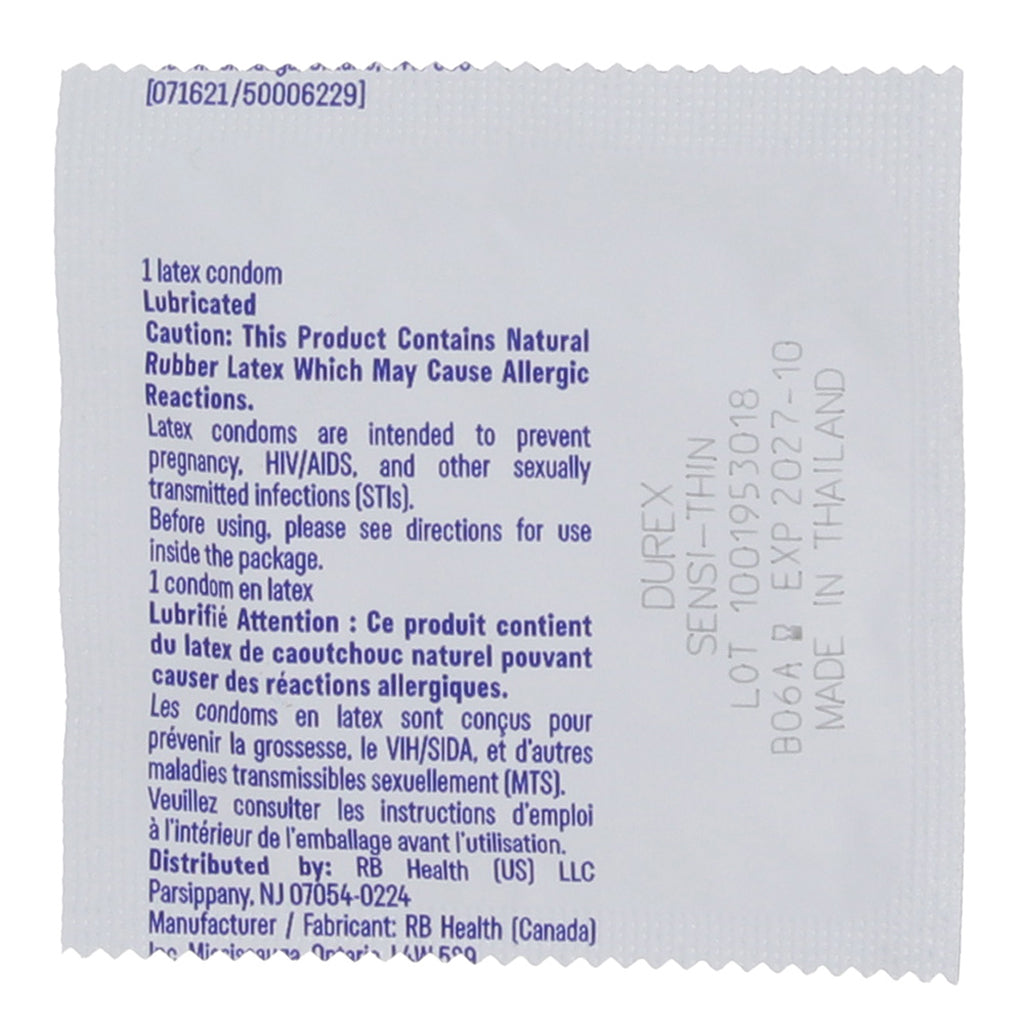 [071621/50006229]
1 latex condom
Lubricated
Caution: This Product Contains Natural
Rubber Latex Which May Cause Allergic
Reactions.
Latex condoms are intended to prevent
pregnancy, HIV/AIDS, and other sexually
transmitted infections (STIs).
Before using, please see directions for use
inside the package.
1 condom en latex
Lubrifié Attention : Ce produit contient
du latex de caoutchouc naturel pouvant
causer des réactions allergiques.
Les condoms en latex sont conçus pour
prévenir la grossesse, le VIH/SIDA, et d'autres
maladies transmissibles sexuellement (MTS).
Veuillez consulter les instructions d'emploi
à l'intérieur de l'emballage avant l'utilisation.
Distributed by: RB Health (US) LLC
Parsippany, NJ 07054-0224
Manufacturer / Fabricant: RB Health (Canada)
DUREX
SENSI-THIN
LOT 1001953018
B06A EXP 2027-10
MADE IN THAILAND